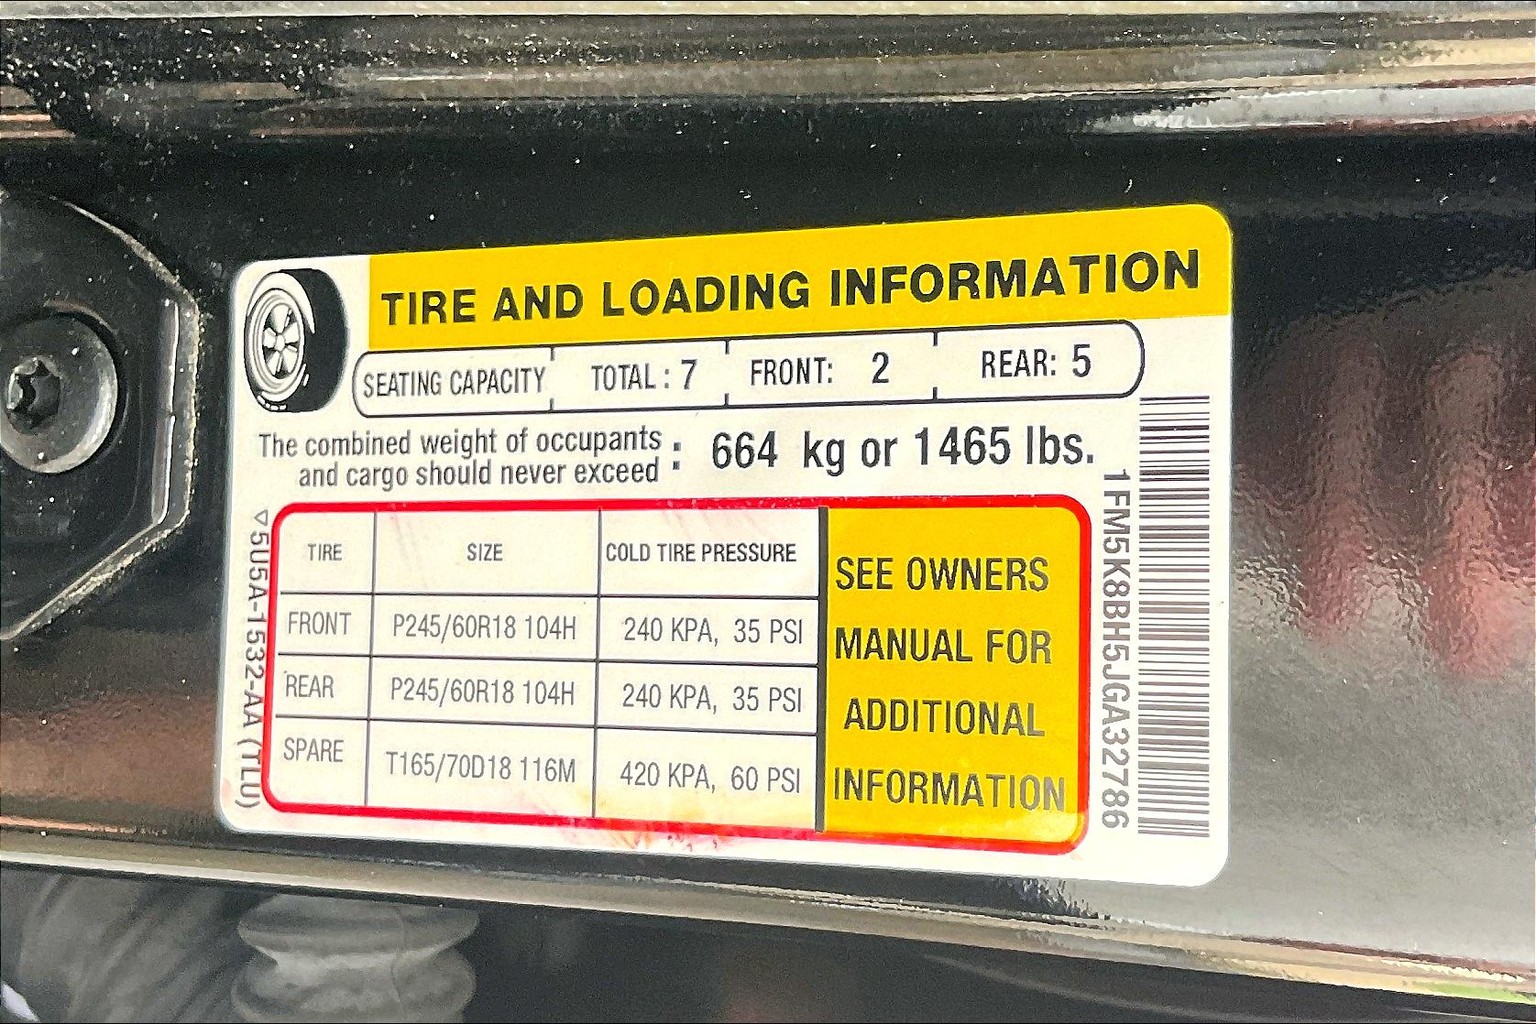 TIRE AND LOADING INFORMATION
SEATING CAPACITY TOTAL : 7 FRONT: 2 REAR: 5
The combined weight of occupants
and cargo should never exceed : 664 kg or 1465 lbs.
TIRE SIZE COLD TIRE PRESSURE
FRONT P245/60R18 104H 240 KPA, 35 PSI
REAR P245/60R18 104H 240 KPA, 35 PSI
SPARE T165/70D18 116M 420 KPA, 60 PSI
SEE OWNERS
MANUAL FOR
ADDITIONAL
INFORMATION
▽5U5A-1532-AA (TLU)
1FM5K8BH5JGA32786